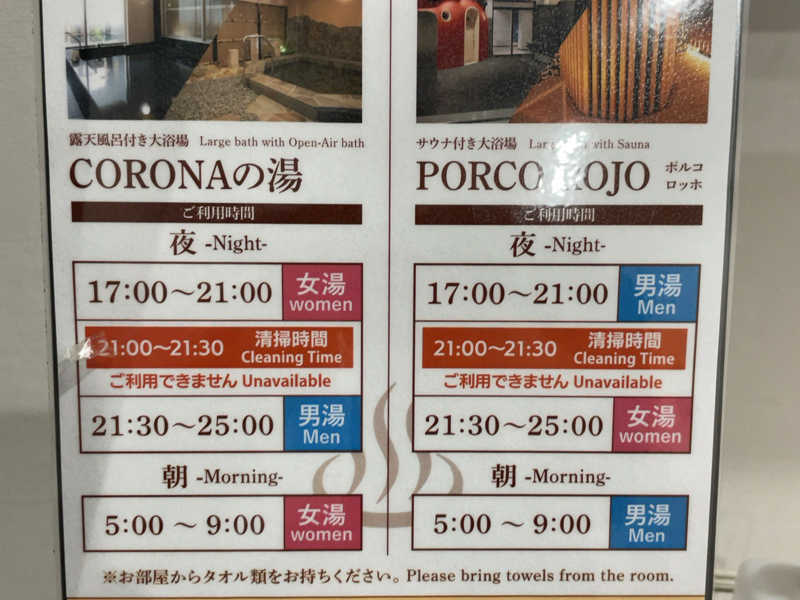 露天風呂付き大浴場 Large bath with Open-Air bath
CORONAの湯
ご利用時間
夜 -Night-
17:00～21:00 女湯 women
21:00～21:30 清掃時間 Cleaning Time
ご利用できません Unavailable
21:30～25:00 男湯 Men
朝 -Morning-
5:00 ～ 9:00 女湯 women
サウナ付き大浴場 with Sauna
PORCO ROJO ポルコ ロッホ
ご利用時間
夜 -Night-
17:00～21:00 男湯 Men
21:00～21:30 清掃時間 Cleaning Time
ご利用できません Unavailable
21:30～25:00 女湯 women
朝 -Morning-
5:00 ～ 9:00 男湯 Men
※お部屋からタオル類をお持ちください。Please bring towels from the room.